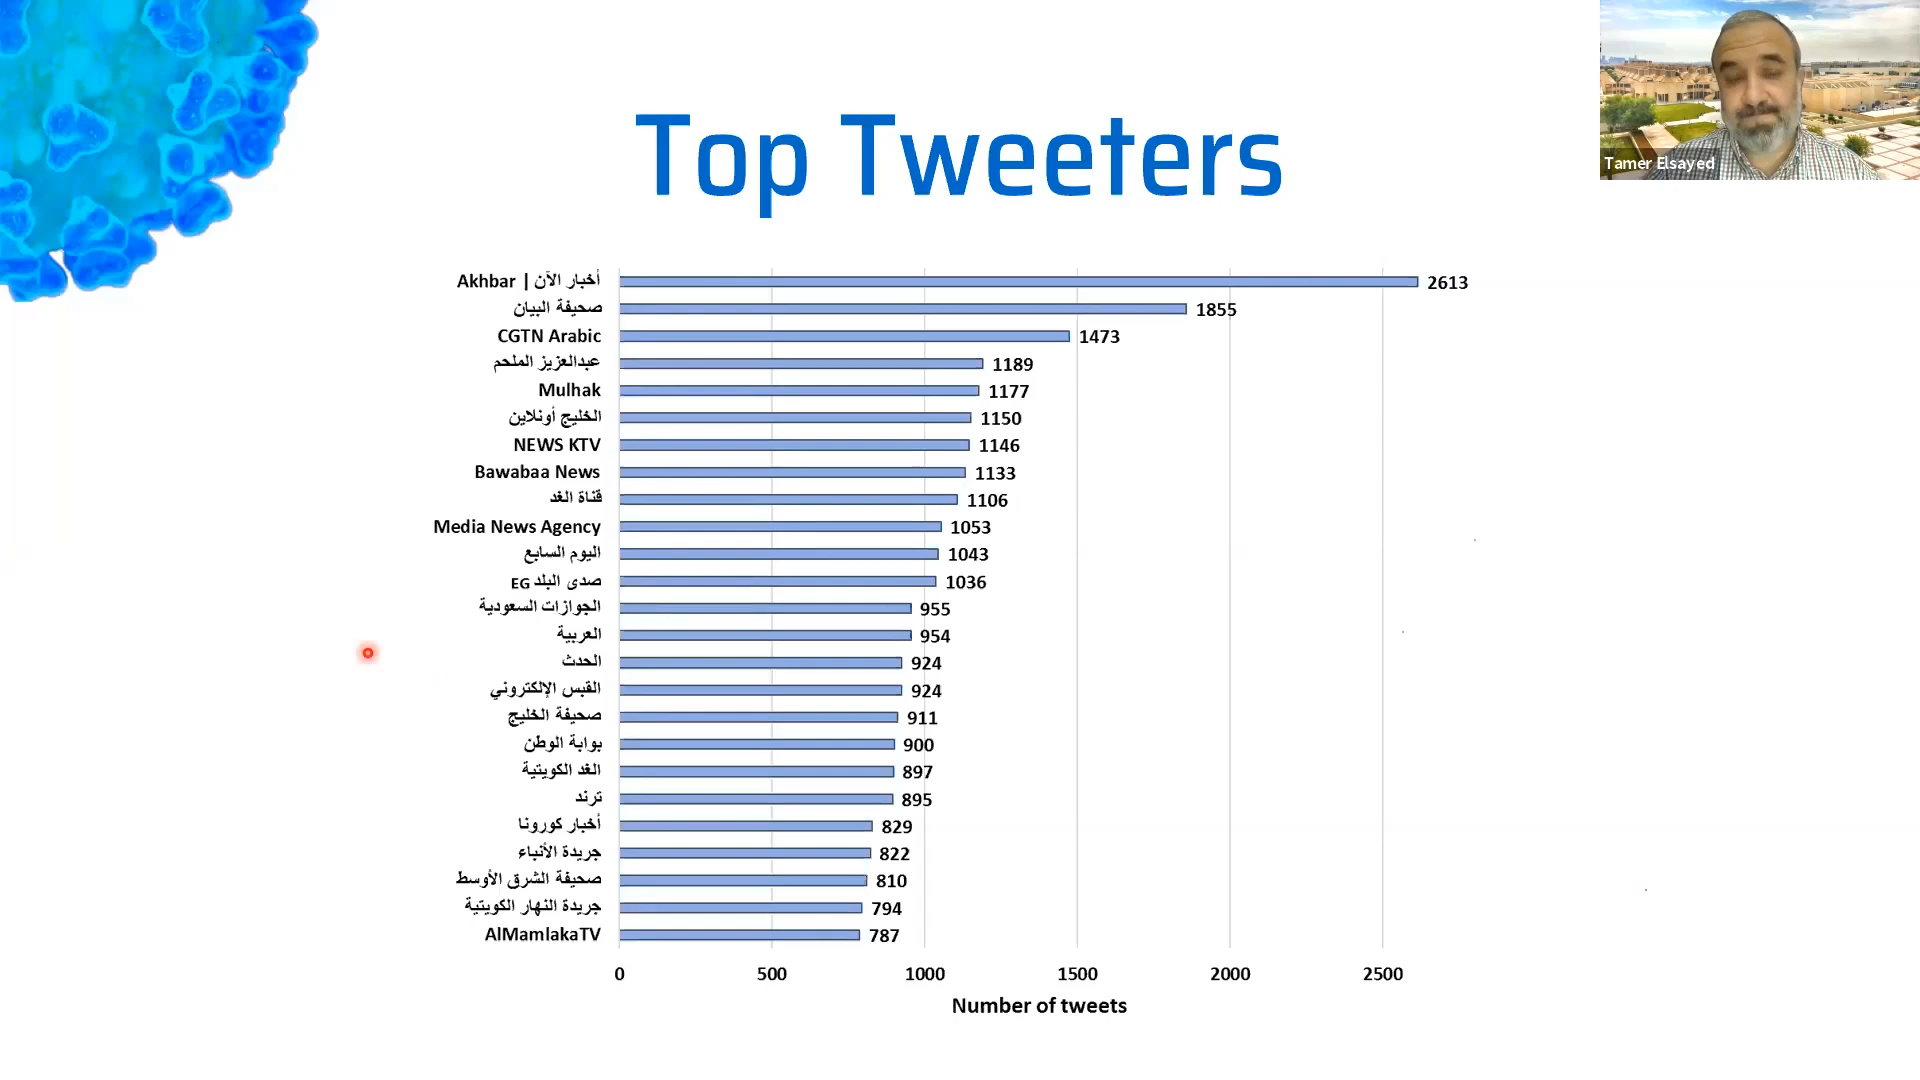 Top Tweeters
Tamer Elsayed
Akhbar | أخبار الآن 2613
صحيفة البيان 1855
CGTN Arabic 1473
عبدالعزيز الملحم 1189
Mulhak 1177
الخليج أونلاين 1150
NEWS KTV 1146
Bawabaa News 1133
قناة الغد 1106
Media News Agency 1053
اليوم السابع 1043
صدى البلد EG 1036
الجوازات السعودية 955
العربية 954
الحدث 924
القبس الإلكتروني 924
صحيفة الخليج 911
بوابة الوطن 900
الغد الكويتية 897
ترند 895
أخبار كورونا 829
جريدة الأنباء 822
صحيفة الشرق الأوسط 810
جريدة النهار الكويتية 794
AlMamlakaTV 787
0 500 1000 1500 2000 2500
Number of tweets